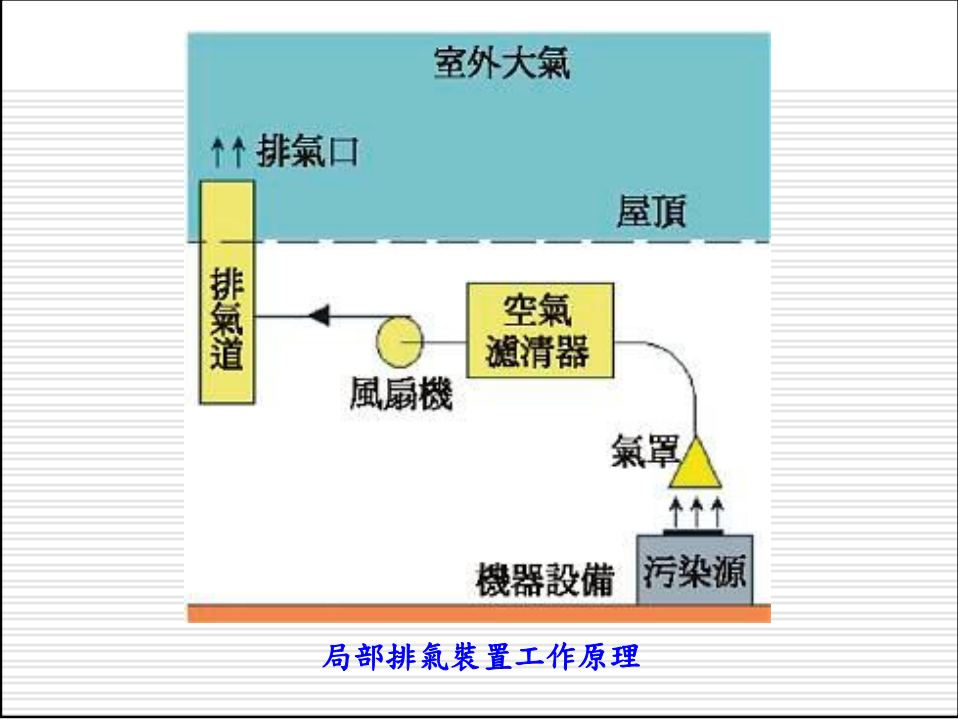 室外大氣
排氣口
屋頂
排氣道
空氣
濾清器
風扇機
氣罩
機器設備
污染源
局部排氣裝置工作原理